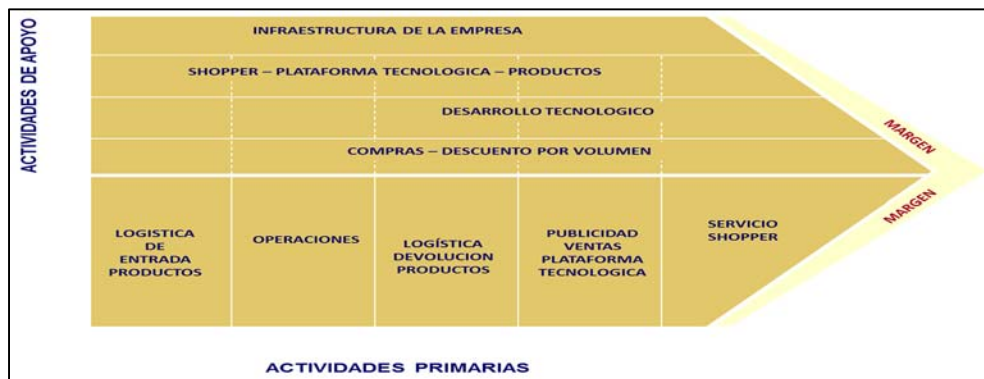 ACTIVIDADES DE APOYO
INFRAESTRUCTURA DE LA EMPRESA
SHOPPER – PLATAFORMA TECNOLOGICA – PRODUCTOS
DESARROLLO TECNOLOGICO
COMPRAS – DESCUENTO POR VOLUMEN
MARGEN
MARGEN
LOGISTICA
DE
ENTRADA
PRODUCTOS
OPERACIONES
LOGÍSTICA
DEVOLUCION
PRODUCTOS
PUBLICIDAD
VENTAS
PLATAFORMA
TECNOLOGICA
SERVICIO
SHOPPER
ACTIVIDADES PRIMARIAS